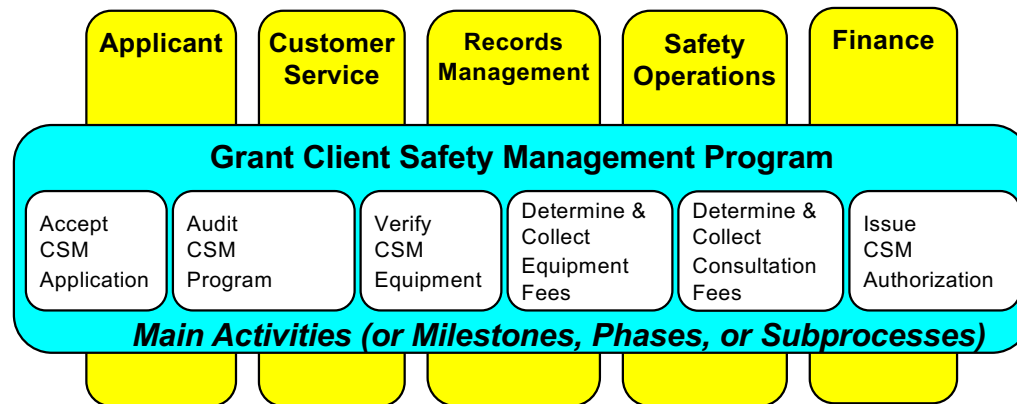 Applicant
Customer
Service
Records
Management
Safety
Operations
Finance
Grant Client Safety Management Program
Accept
CSM
Application
Audit
CSM
Program
Verify
CSM
Equipment
Determine &
Collect
Equipment
Fees
Determine &
Collect
Consultation
Fees
Issue
CSM
Authorization
Main Activities (or Milestones, Phases, or Subprocesses)